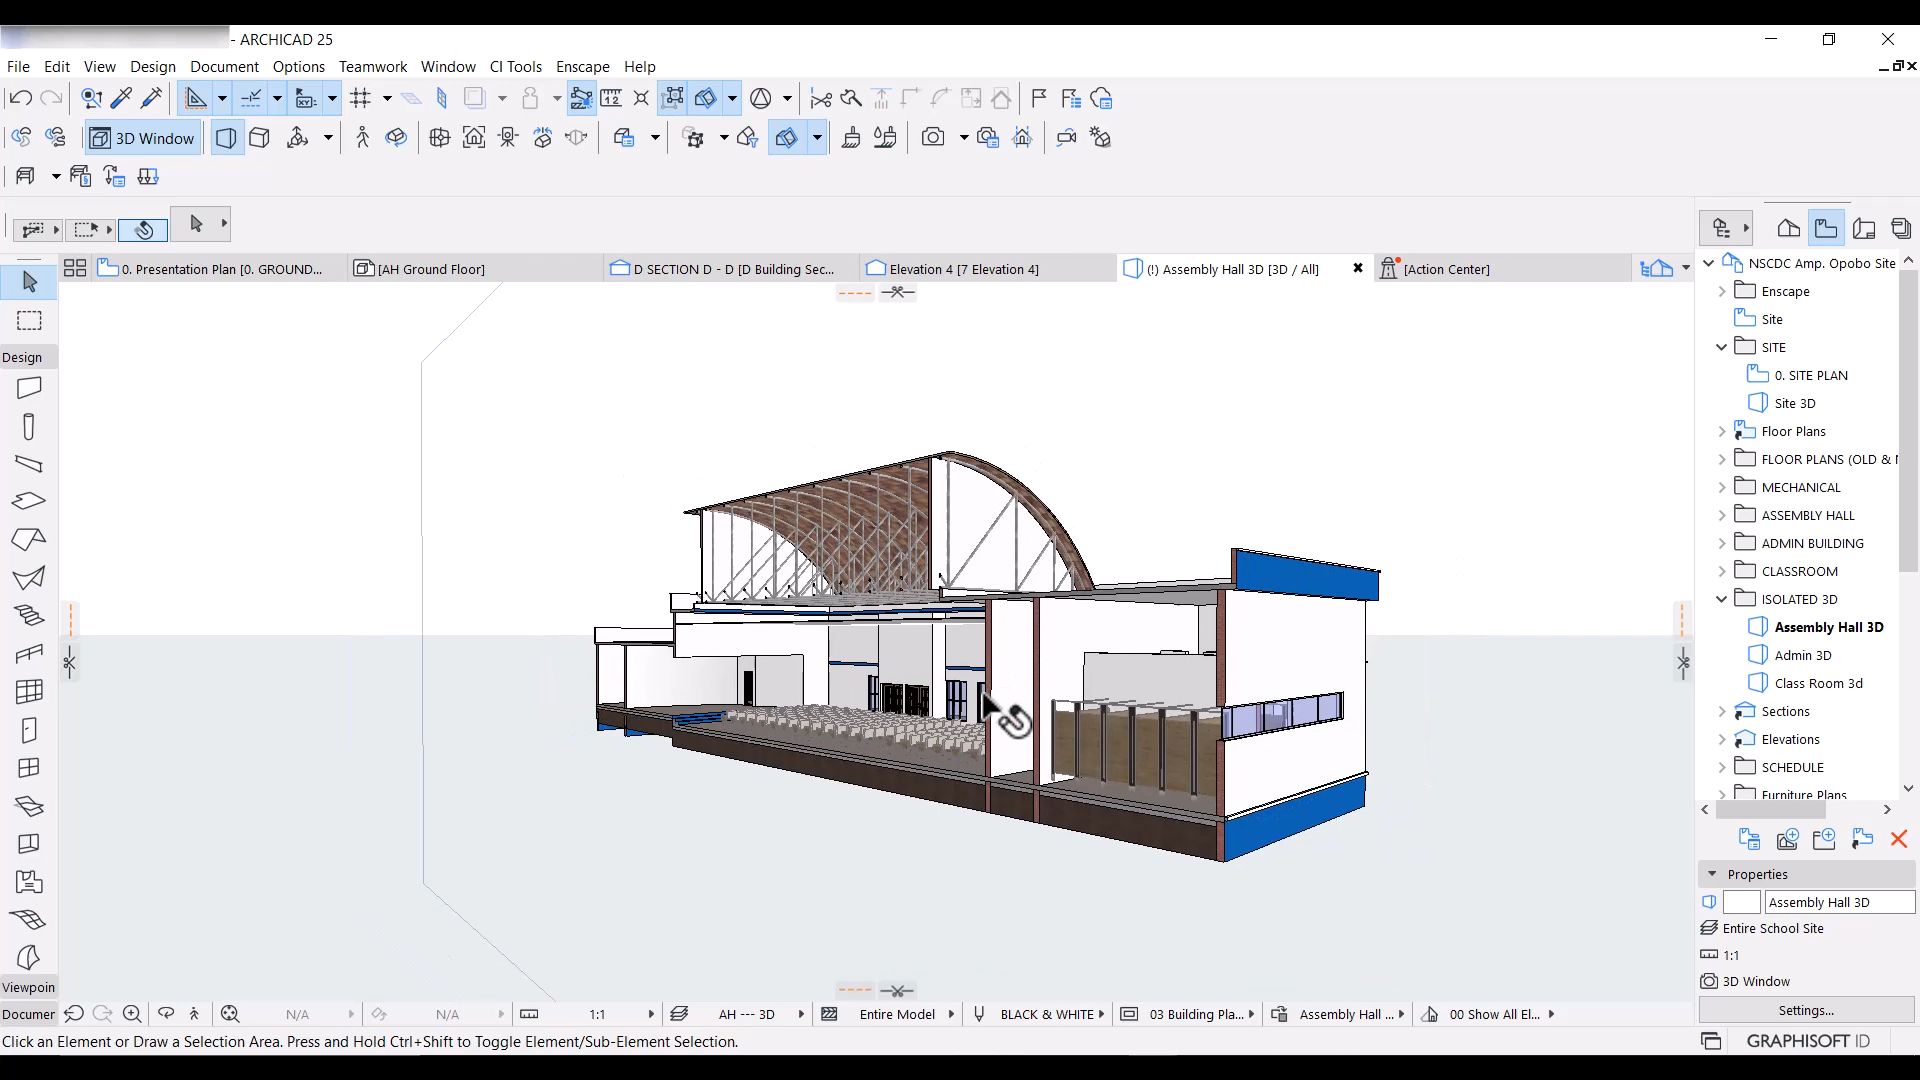 - ARCHICAD 25
File Edit View Design Document Options Teamwork Window CI Tools Enscape Help
3D Window
0. Presentation Plan [0. GROUND...
[AH Ground Floor]
D SECTION D - D [D Building Sec...
Elevation 4 [7 Elevation 4]
(!) Assembly Hall 3D [3D / All]
[Action Center]
Design
Viewpoin
Documer
NSCDC Amp. Opobo Site
Enscape
Site
SITE
0. SITE PLAN
Site 3D
Floor Plans
FLOOR PLANS (OLD &
MECHANICAL
ASSEMBLY HALL
ADMIN BUILDING
CLASSROOM
ISOLATED 3D
Assembly Hall 3D
Admin 3D
Class Room 3d
Sections
Elevations
SCHEDULE
Furniture Plans
Properties
Assembly Hall 3D
Entire School Site
1:1
3D Window
Settings...
N/A
N/A
1:1
AH --- 3D
Entire Model
BLACK & WHITE
03 Building Pla...
Assembly Hall ...
00 Show All El...
Click an Element or Draw a Selection Area. Press and Hold Ctrl+Shift to Toggle Element/Sub-Element Selection.
GRAPHISOFT ID